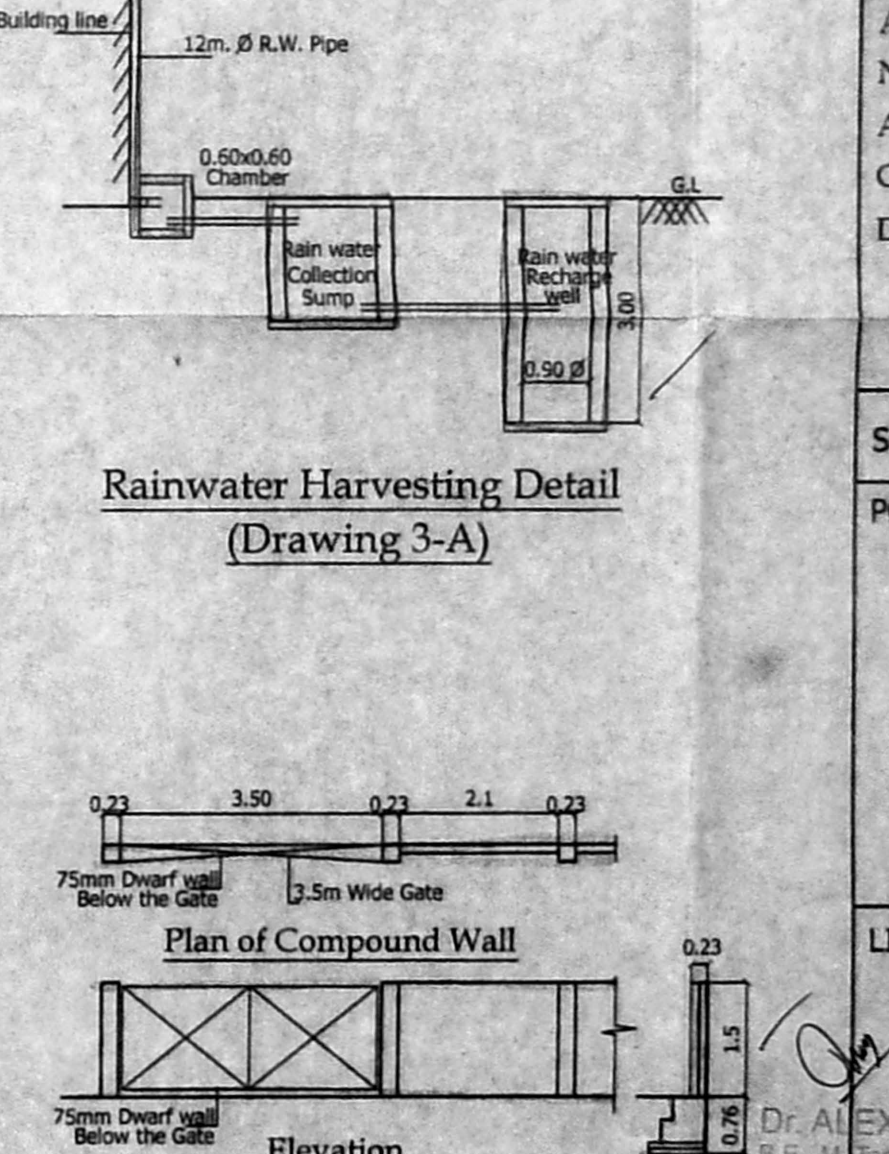 Building line
12m. Ø R.W. Pipe
0.60x0.60
Chamber
G.L
Rain water
Collection
Sump
Rain water
Recharge
well
3.00
0.90 Ø
Rainwater Harvesting Detail
(Drawing 3-A)
0.23 3.50 0.23 2.1 0.23
75mm Dwarf wall
Below the Gate
3.5m Wide Gate
Plan of Compound Wall
0.23
1.5
75mm Dwarf wall
Below the Gate
0.76
Elevation
Dr. ALEX